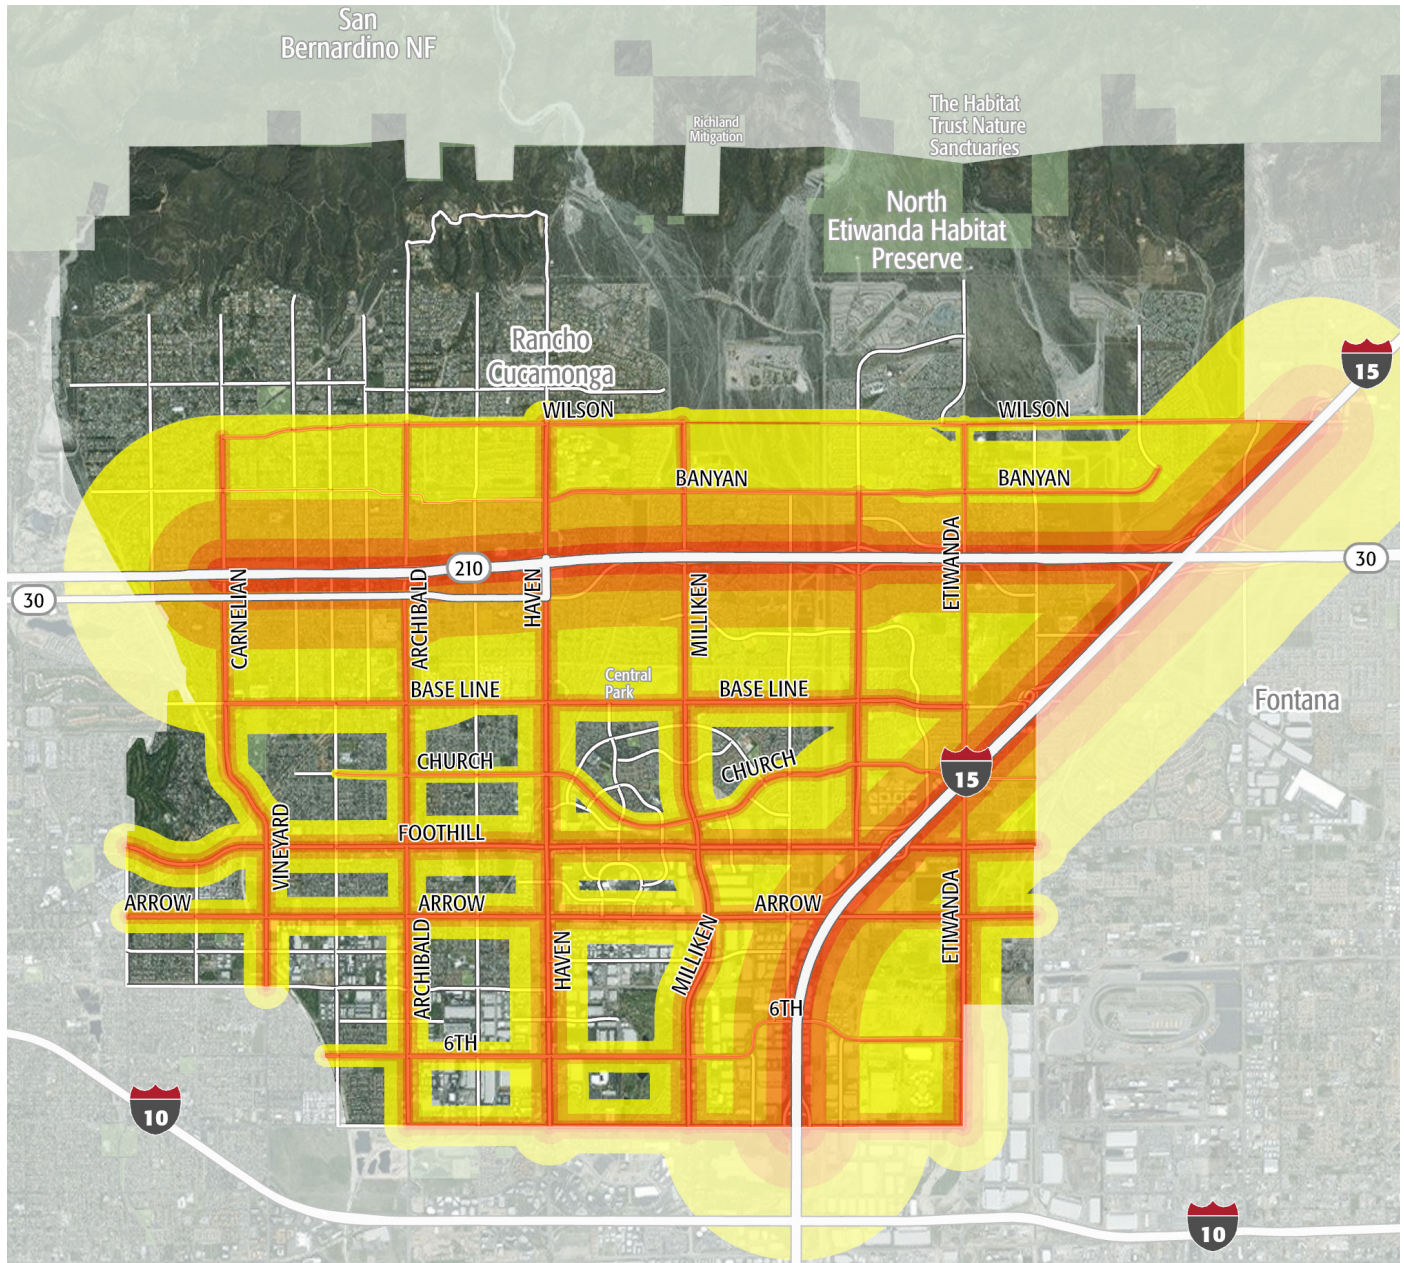 San
Bernardino NF
The Habitat
Trust Nature
Sanctuaries
Richland
Mitigation
North
Etiwanda Habitat
Preserve
Rancho
Cucamonga
15
WILSON
WILSON
BANYAN
BANYAN
ETIWANDA
210
30
30
CARNELIAN
ARCHIBALD
HAVEN
MILLIKEN
Central
Park
BASE LINE
BASE LINE
Fontana
CHURCH
CHURCH
15
VINEYARD
FOOTHILL
ARROW
ARROW
ARROW
ETIWANDA
ARCHIBALD
HAVEN
MILLIKEN
6TH
6TH
10
10